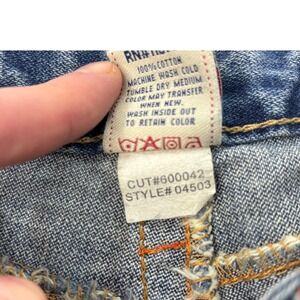 100% COTTON
MACHINE WASH COLD
TUMBLE DRY MEDIUM
COLOR MAY TRANSFER
WHEN NEW.
WASH INSIDE OUT
TO RETAIN COLOR
CUT#600042
STYLE# 04503